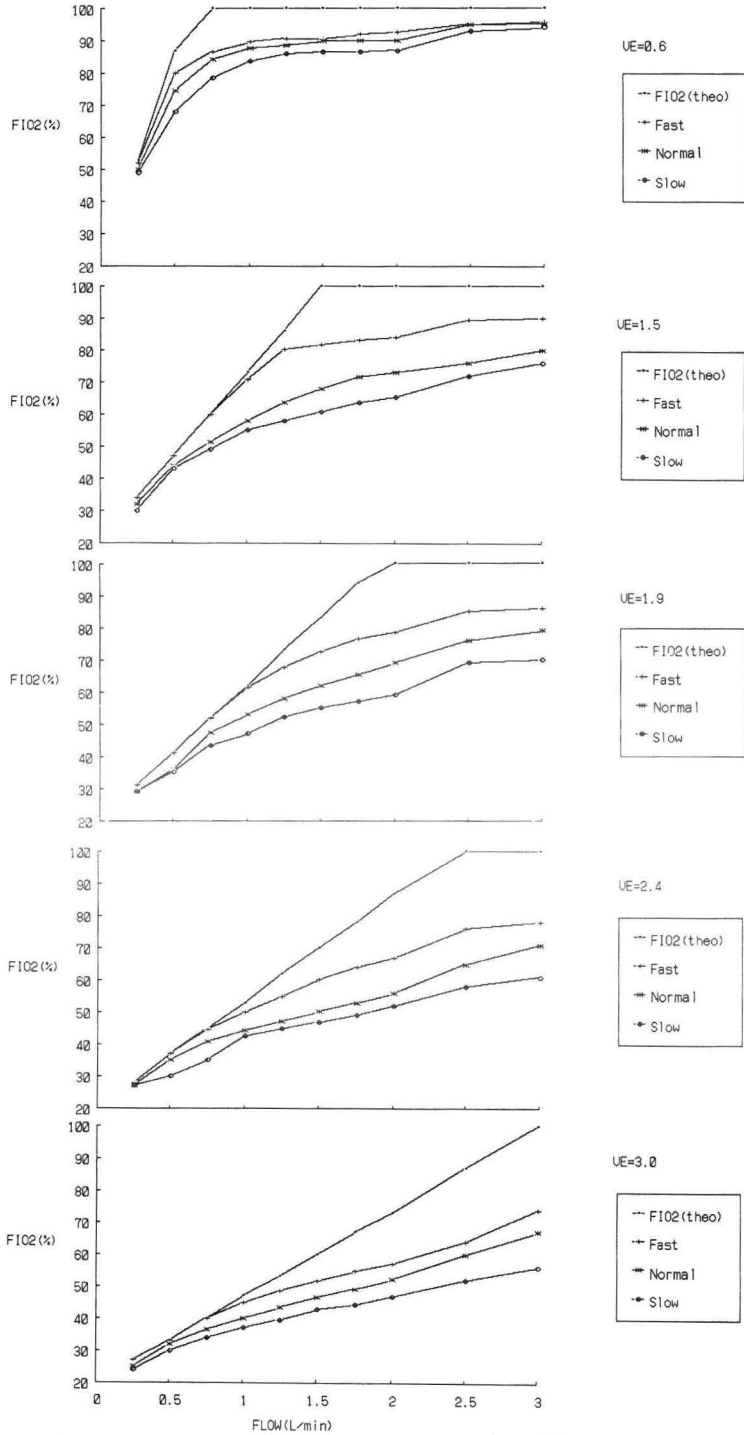 100
90
80
70
60
50
40
30
20
FIO2(%)
VE=0.6
FIO2(theo)
Fast
Normal
Slow
100
90
80
70
60
50
40
30
20
FIO2(%)
VE=1.5
FIO2(theo)
Fast
Normal
Slow
100
90
80
70
60
50
40
30
20
FIO2(%)
VE=1.9
FIO2(theo)
Fast
Normal
Slow
100
90
80
70
60
50
40
30
20
FIO2(%)
VE=2.4
FIO2(theo)
Fast
Normal
Slow
100
90
80
70
60
50
40
30
20
FIO2(%)
VE=3.0
FIO2(theo)
Fast
Normal
Slow
0 0.5 1 1.5 2 2.5 3
FLOW(L/min)